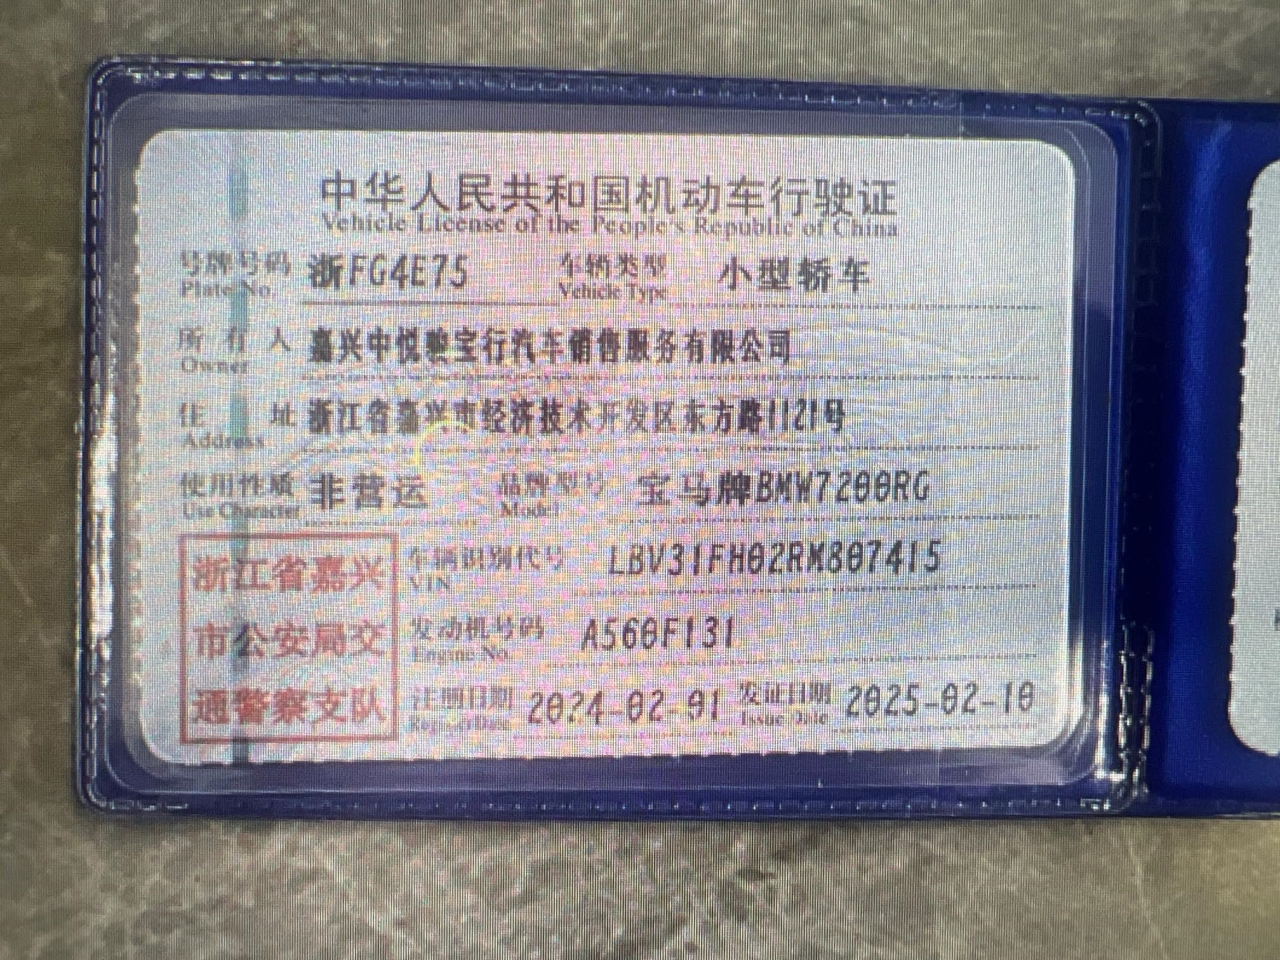 中华人民共和国机动车行驶证
Vehicle License of the People's Republic of China
号牌号码 浙FG4E75 车辆类型 小型轿车
Plate No. Vehicle Type
所有人 嘉兴中悦骏宝行汽车销售服务有限公司
Owner
住址 浙江省嘉兴市经济技术开发区东方路1121号
Address
使用性质 非营运 品牌型号 宝马牌BMW7200RG
Use Character Model
浙江省嘉兴
市公安局交
通警察支队
车辆识别代号 LBV31FH02RM807415
VIN
发动机号码 A560F131
Engine No.
注册日期 2024-02-01 发证日期 2025-02-10
Register Date Issue Date